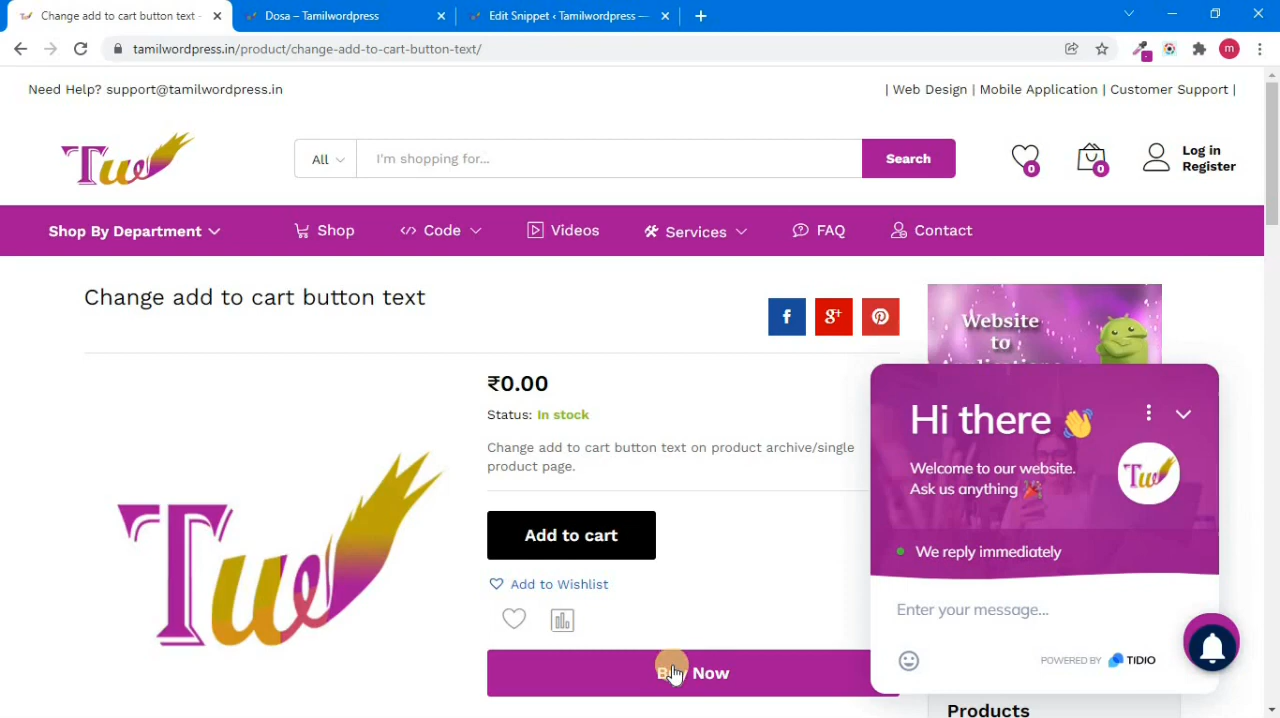 Change add to cart button text -
Dosa – Tamilwordpress
Edit Snippet ‹ Tamilwordpress —
tamilwordpress.in/product/change-add-to-cart-button-text/
m
Need Help? support@tamilwordpress.in
| Web Design | Mobile Application | Customer Support |
Tw
All
I'm shopping for...
Search
0
0
Log in
Register
Shop By Department
Shop
Code
Videos
Services
FAQ
Contact
Change add to cart button text
f
g+
Website
to
₹0.00
Status: In stock
Change add to cart button text on product archive/single
product page.
Add to cart
Add to Wishlist
Now
Tw
Hi there 👋
Welcome to our website.
Ask us anything 🎉
Tw
We reply immediately
Enter your message...
POWERED BY TIDIO
Products